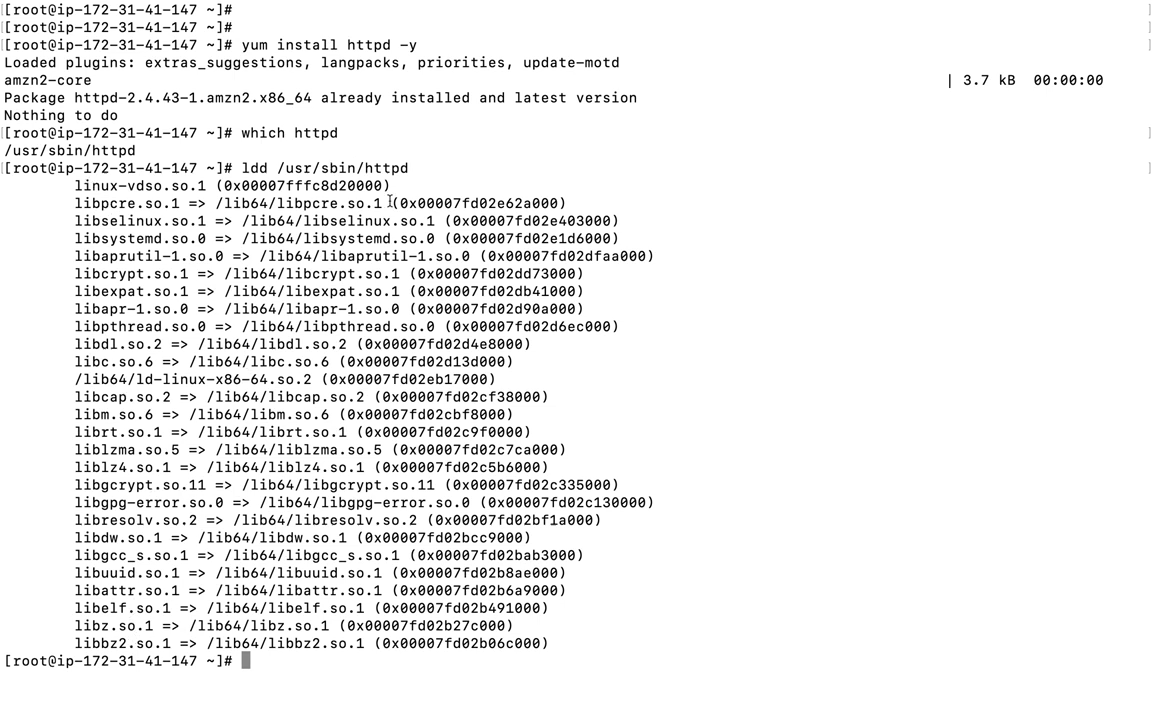 [root@ip-172-31-41-147 ~]#
[root@ip-172-31-41-147 ~]#
[root@ip-172-31-41-147 ~]# yum install httpd -y
Loaded plugins: extras_suggestions, langpacks, priorities, update-motd
amzn2-core | 3.7 kB 00:00:00
Package httpd-2.4.43-1.amzn2.x86_64 already installed and latest version
Nothing to do
[root@ip-172-31-41-147 ~]# which httpd
/usr/sbin/httpd
[root@ip-172-31-41-147 ~]# ldd /usr/sbin/httpd
linux-vdso.so.1 (0x00007fffc8d20000)
libpcre.so.1 => /lib64/libpcre.so.1 (0x00007fd02e62a000)
libselinux.so.1 => /lib64/libselinux.so.1 (0x00007fd02e403000)
libsystemd.so.0 => /lib64/libsystemd.so.0 (0x00007fd02e1d6000)
libaprutil-1.so.0 => /lib64/libaprutil-1.so.0 (0x00007fd02dfaa000)
libcrypt.so.1 => /lib64/libcrypt.so.1 (0x00007fd02dd73000)
libexpat.so.1 => /lib64/libexpat.so.1 (0x00007fd02db41000)
libapr-1.so.0 => /lib64/libapr-1.so.0 (0x00007fd02d90a000)
libpthread.so.0 => /lib64/libpthread.so.0 (0x00007fd02d6ec000)
libdl.so.2 => /lib64/libdl.so.2 (0x00007fd02d4e8000)
libc.so.6 => /lib64/libc.so.6 (0x00007fd02d13d000)
/lib64/ld-linux-x86-64.so.2 (0x00007fd02eb17000)
libcap.so.2 => /lib64/libcap.so.2 (0x00007fd02cf38000)
libm.so.6 => /lib64/libm.so.6 (0x00007fd02cbf8000)
librt.so.1 => /lib64/librt.so.1 (0x00007fd02c9f0000)
liblzma.so.5 => /lib64/liblzma.so.5 (0x00007fd02c7ca000)
liblz4.so.1 => /lib64/liblz4.so.1 (0x00007fd02c5b6000)
libgcrypt.so.11 => /lib64/libgcrypt.so.11 (0x00007fd02c335000)
libgpg-error.so.0 => /lib64/libgpg-error.so.0 (0x00007fd02c130000)
libresolv.so.2 => /lib64/libresolv.so.2 (0x00007fd02bf1a000)
libdw.so.1 => /lib64/libdw.so.1 (0x00007fd02bcc9000)
libgcc_s.so.1 => /lib64/libgcc_s.so.1 (0x00007fd02bab3000)
libuuid.so.1 => /lib64/libuuid.so.1 (0x00007fd02b8ae000)
libattr.so.1 => /lib64/libattr.so.1 (0x00007fd02b6a9000)
libelf.so.1 => /lib64/libelf.so.1 (0x00007fd02b491000)
libz.so.1 => /lib64/libz.so.1 (0x00007fd02b27c000)
libbz2.so.1 => /lib64/libbz2.so.1 (0x00007fd02b06c000)
[root@ip-172-31-41-147 ~]#